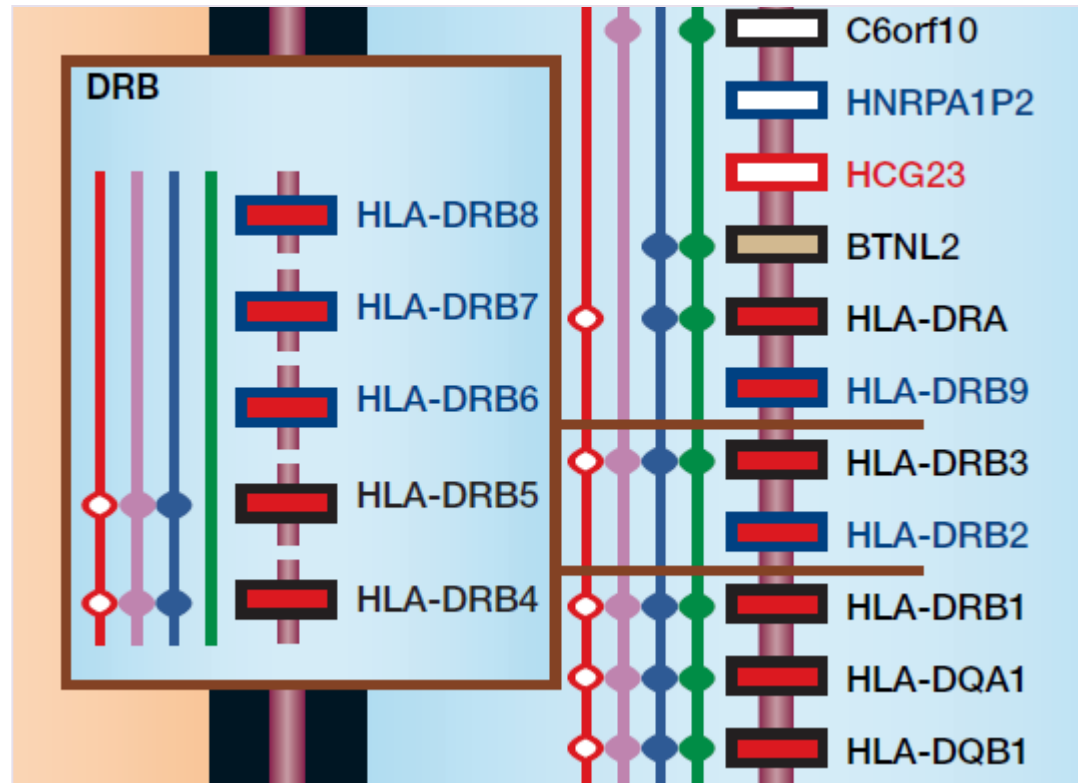 DRB
HLA-DRB8
HLA-DRB7
HLA-DRB6
HLA-DRB5
HLA-DRB4
C6orf10
HNRPA1P2
HCG23
BTNL2
HLA-DRA
HLA-DRB9
HLA-DRB3
HLA-DRB2
HLA-DRB1
HLA-DQA1
HLA-DQB1